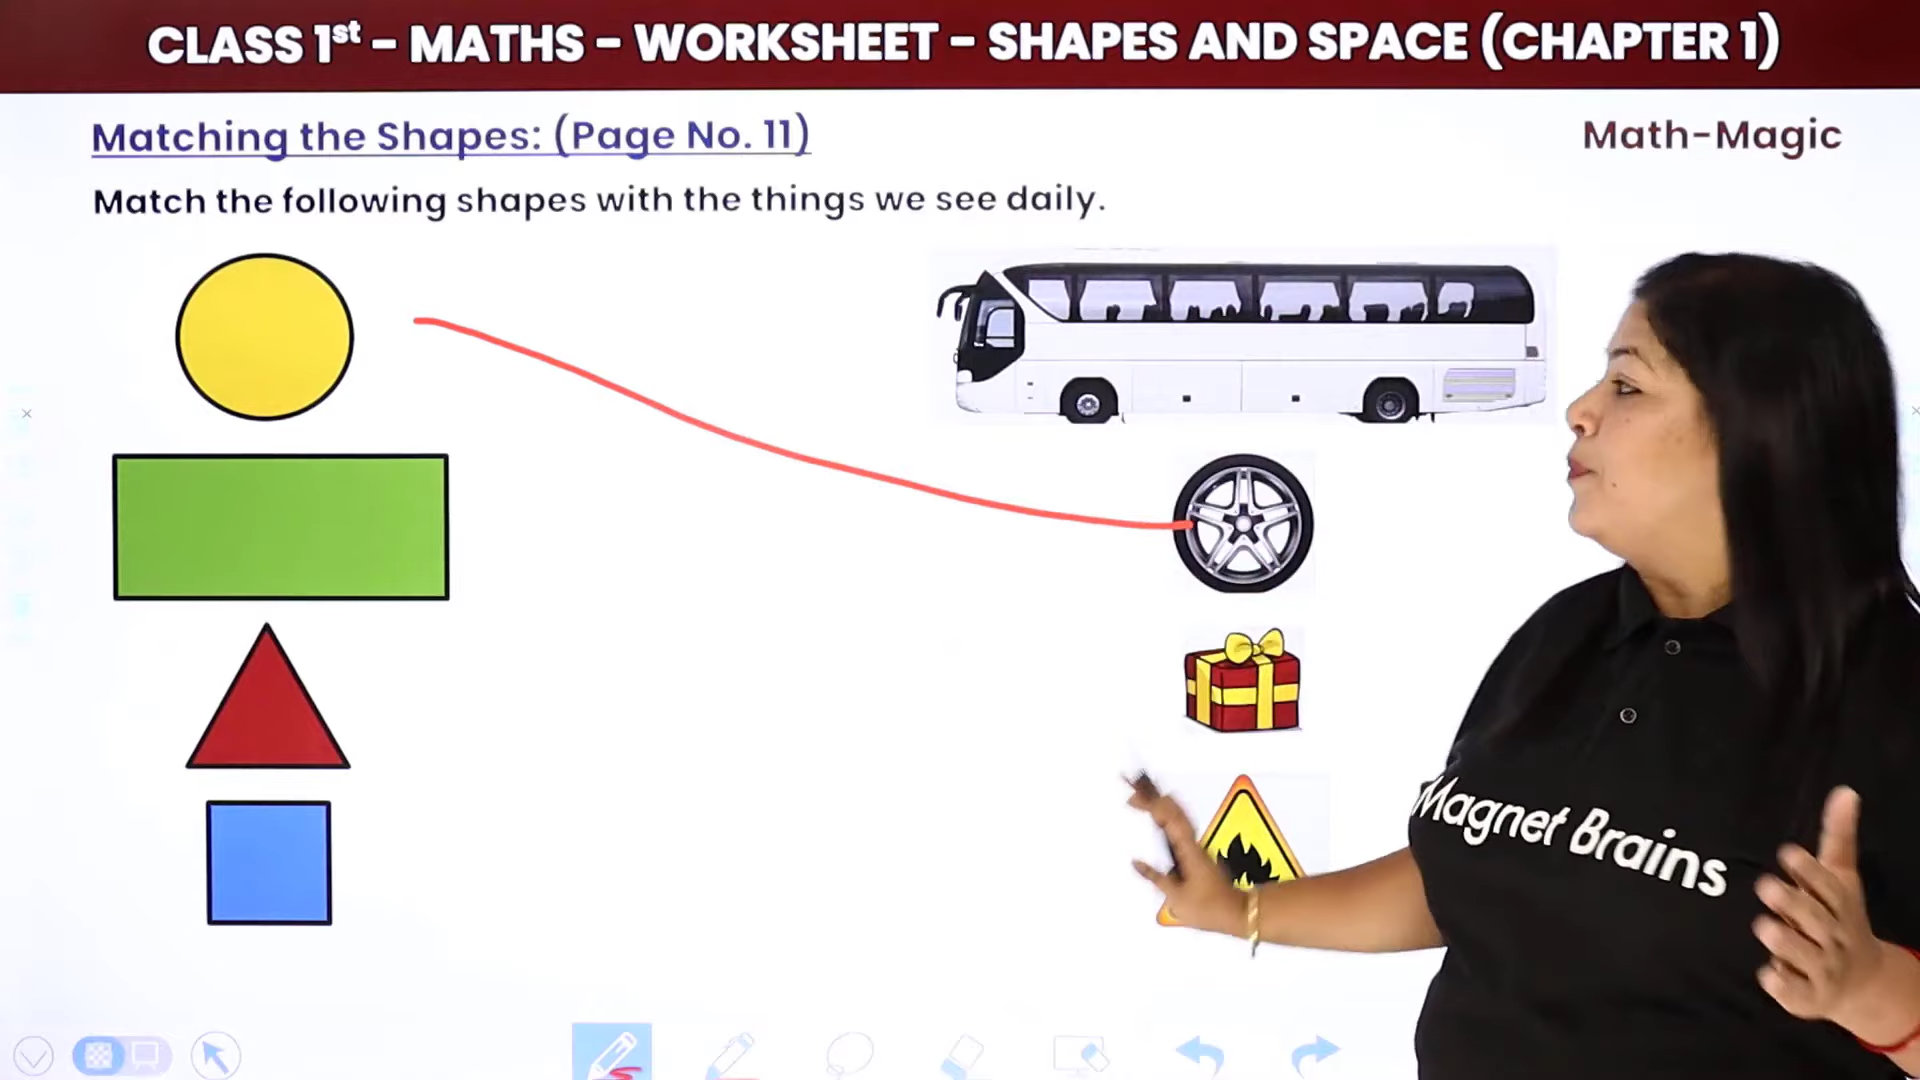 CLASS 1st - MATHS - WORKSHEET - SHAPES AND SPACE (CHAPTER 1)
Matching the Shapes: (Page No. 11)
Math-Magic
Match the following shapes with the things we see daily.
Magnet Brains